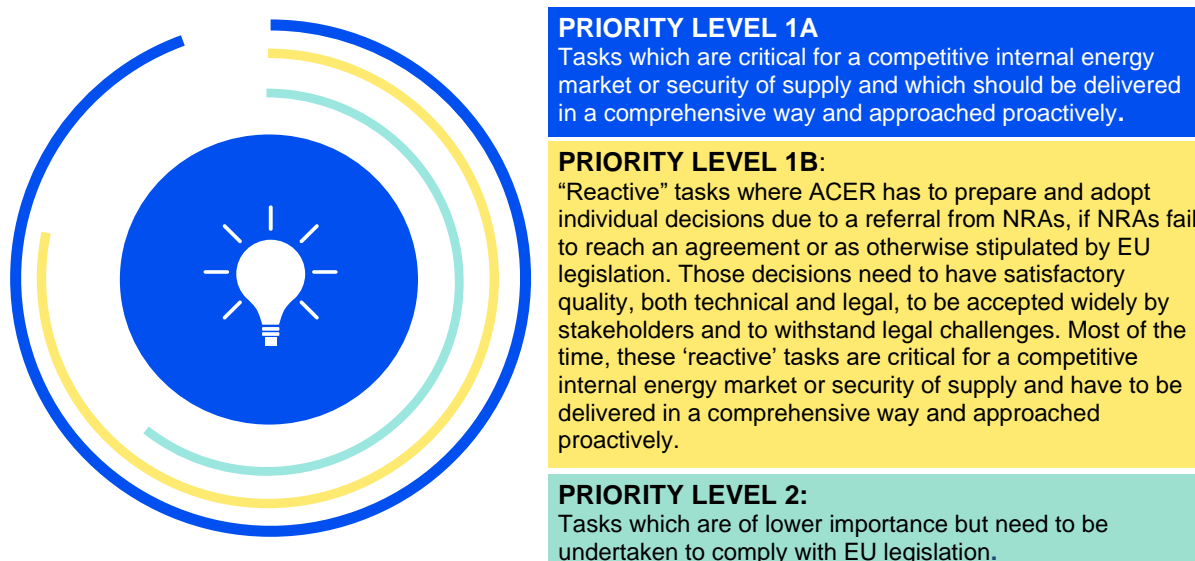 PRIORITY LEVEL 1A
Tasks which are critical for a competitive internal energy
market or security of supply and which should be delivered
in a comprehensive way and approached proactively.
PRIORITY LEVEL 1B:
“Reactive” tasks where ACER has to prepare and adopt
individual decisions due to a referral from NRAs, if NRAs fail
to reach an agreement or as otherwise stipulated by EU
legislation. Those decisions need to have satisfactory
quality, both technical and legal, to be accepted widely by
stakeholders and to withstand legal challenges. Most of the
time, these ‘reactive’ tasks are critical for a competitive
internal energy market or security of supply and have to be
delivered in a comprehensive way and approached
proactively.
PRIORITY LEVEL 2:
Tasks which are of lower importance but need to be
undertaken to comply with EU legislation.